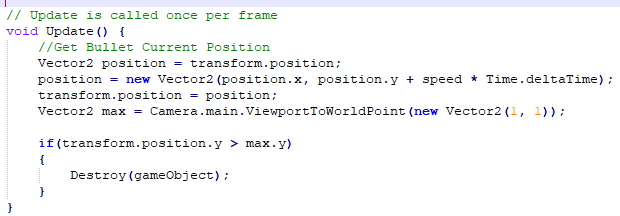 // Update is called once per frame
void Update() {
//Get Bullet Current Position
Vector2 position = transform.position;
position = new Vector2(position.x, position.y + speed * Time.deltaTime);
transform.position = position;
Vector2 max = Camera.main.ViewportToWorldPoint(new Vector2(1, 1));
if(transform.position.y > max.y)
{
Destroy(gameObject);
}
}